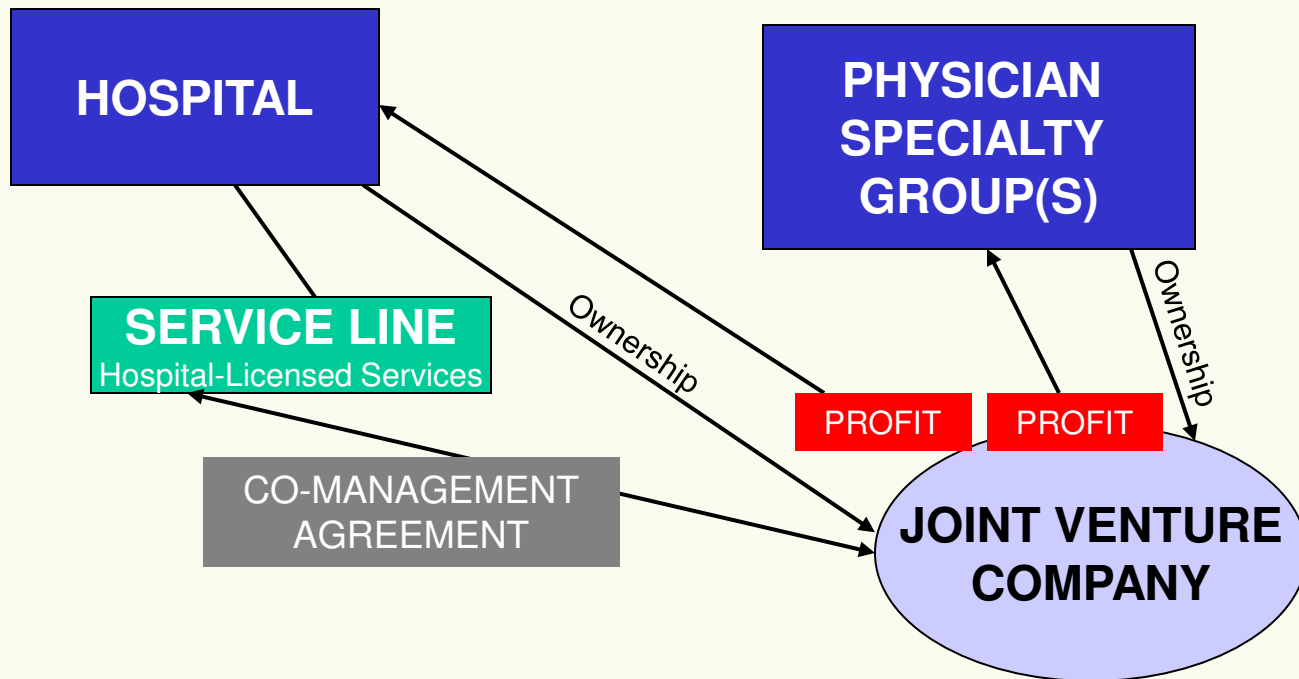 HOSPITAL
PHYSICIAN
SPECIALTY
GROUP(S)
SERVICE LINE
Hospital-Licensed Services
Ownership
Ownership
PROFIT
PROFIT
CO-MANAGEMENT
AGREEMENT
JOINT VENTURE
COMPANY